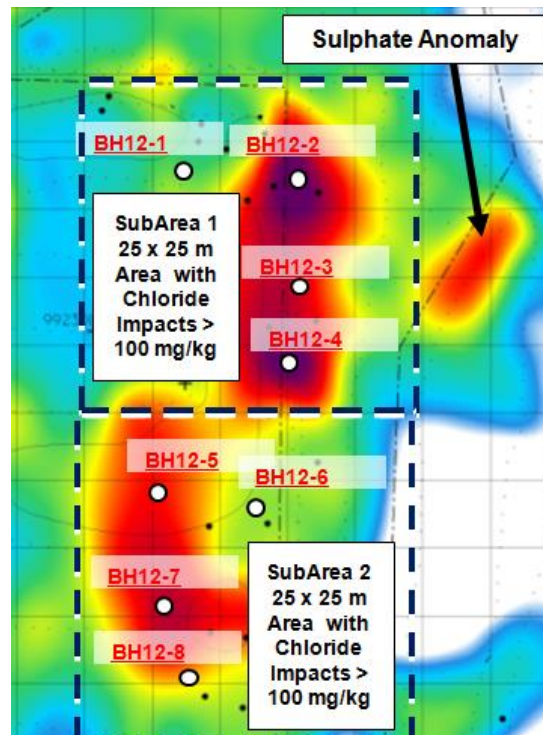 Sulphate Anomaly
BH12-1
BH12-2
SubArea 1
25 x 25 m
Area with
Chloride
Impacts >
100 mg/kg
BH12-3
BH12-4
BH12-5
BH12-6
BH12-7
SubArea 2
25 x 25 m
Area with
Chloride
Impacts >
100 mg/kg
BH12-8